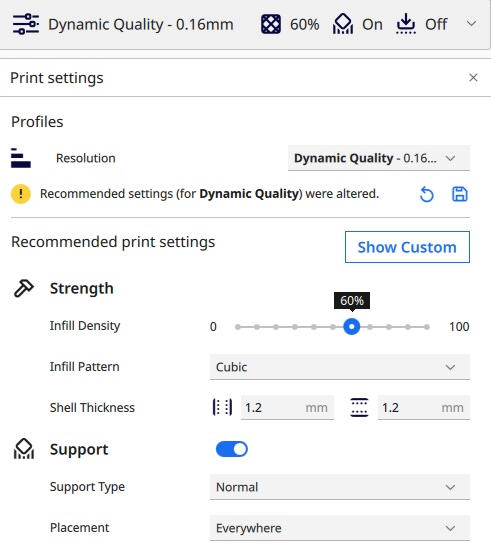 Dynamic Quality - 0.16mm 60% On Off
Print settings
Profiles
Resolution Dynamic Quality - 0.16...
! Recommended settings (for Dynamic Quality) were altered.
Recommended print settings Show Custom
Strength
60%
Infill Density 0 100
Infill Pattern Cubic
Shell Thickness 1.2 mm 1.2 mm
Support
Support Type Normal
Placement Everywhere